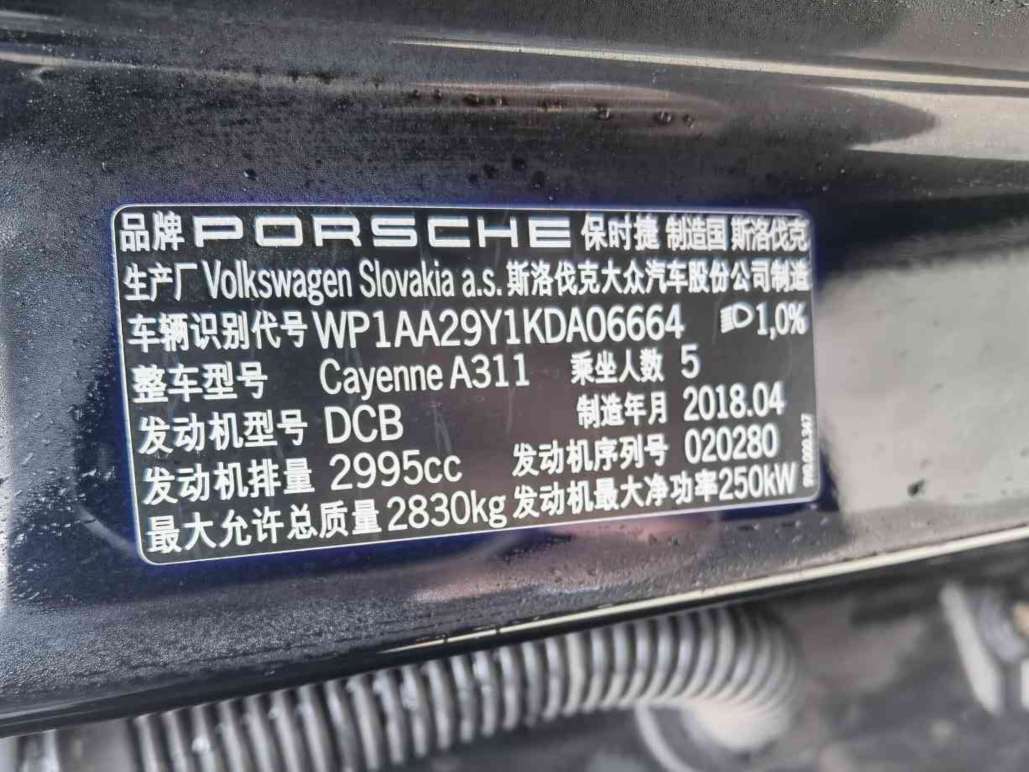 品牌 PORSCHE 保时捷 制造国 斯洛伐克
生产厂 Volkswagen Slovakia a.s. 斯洛伐克大众汽车股份公司制造
车辆识别代号 WP1AA29Y1KDA06664 1,0%
整车型号 Cayenne A311 乘坐人数 5
发动机型号 DCB 制造年月 2018.04
发动机排量 2995cc 发动机序列号 020280
最大允许总质量 2830kg 发动机最大净功率 250kW